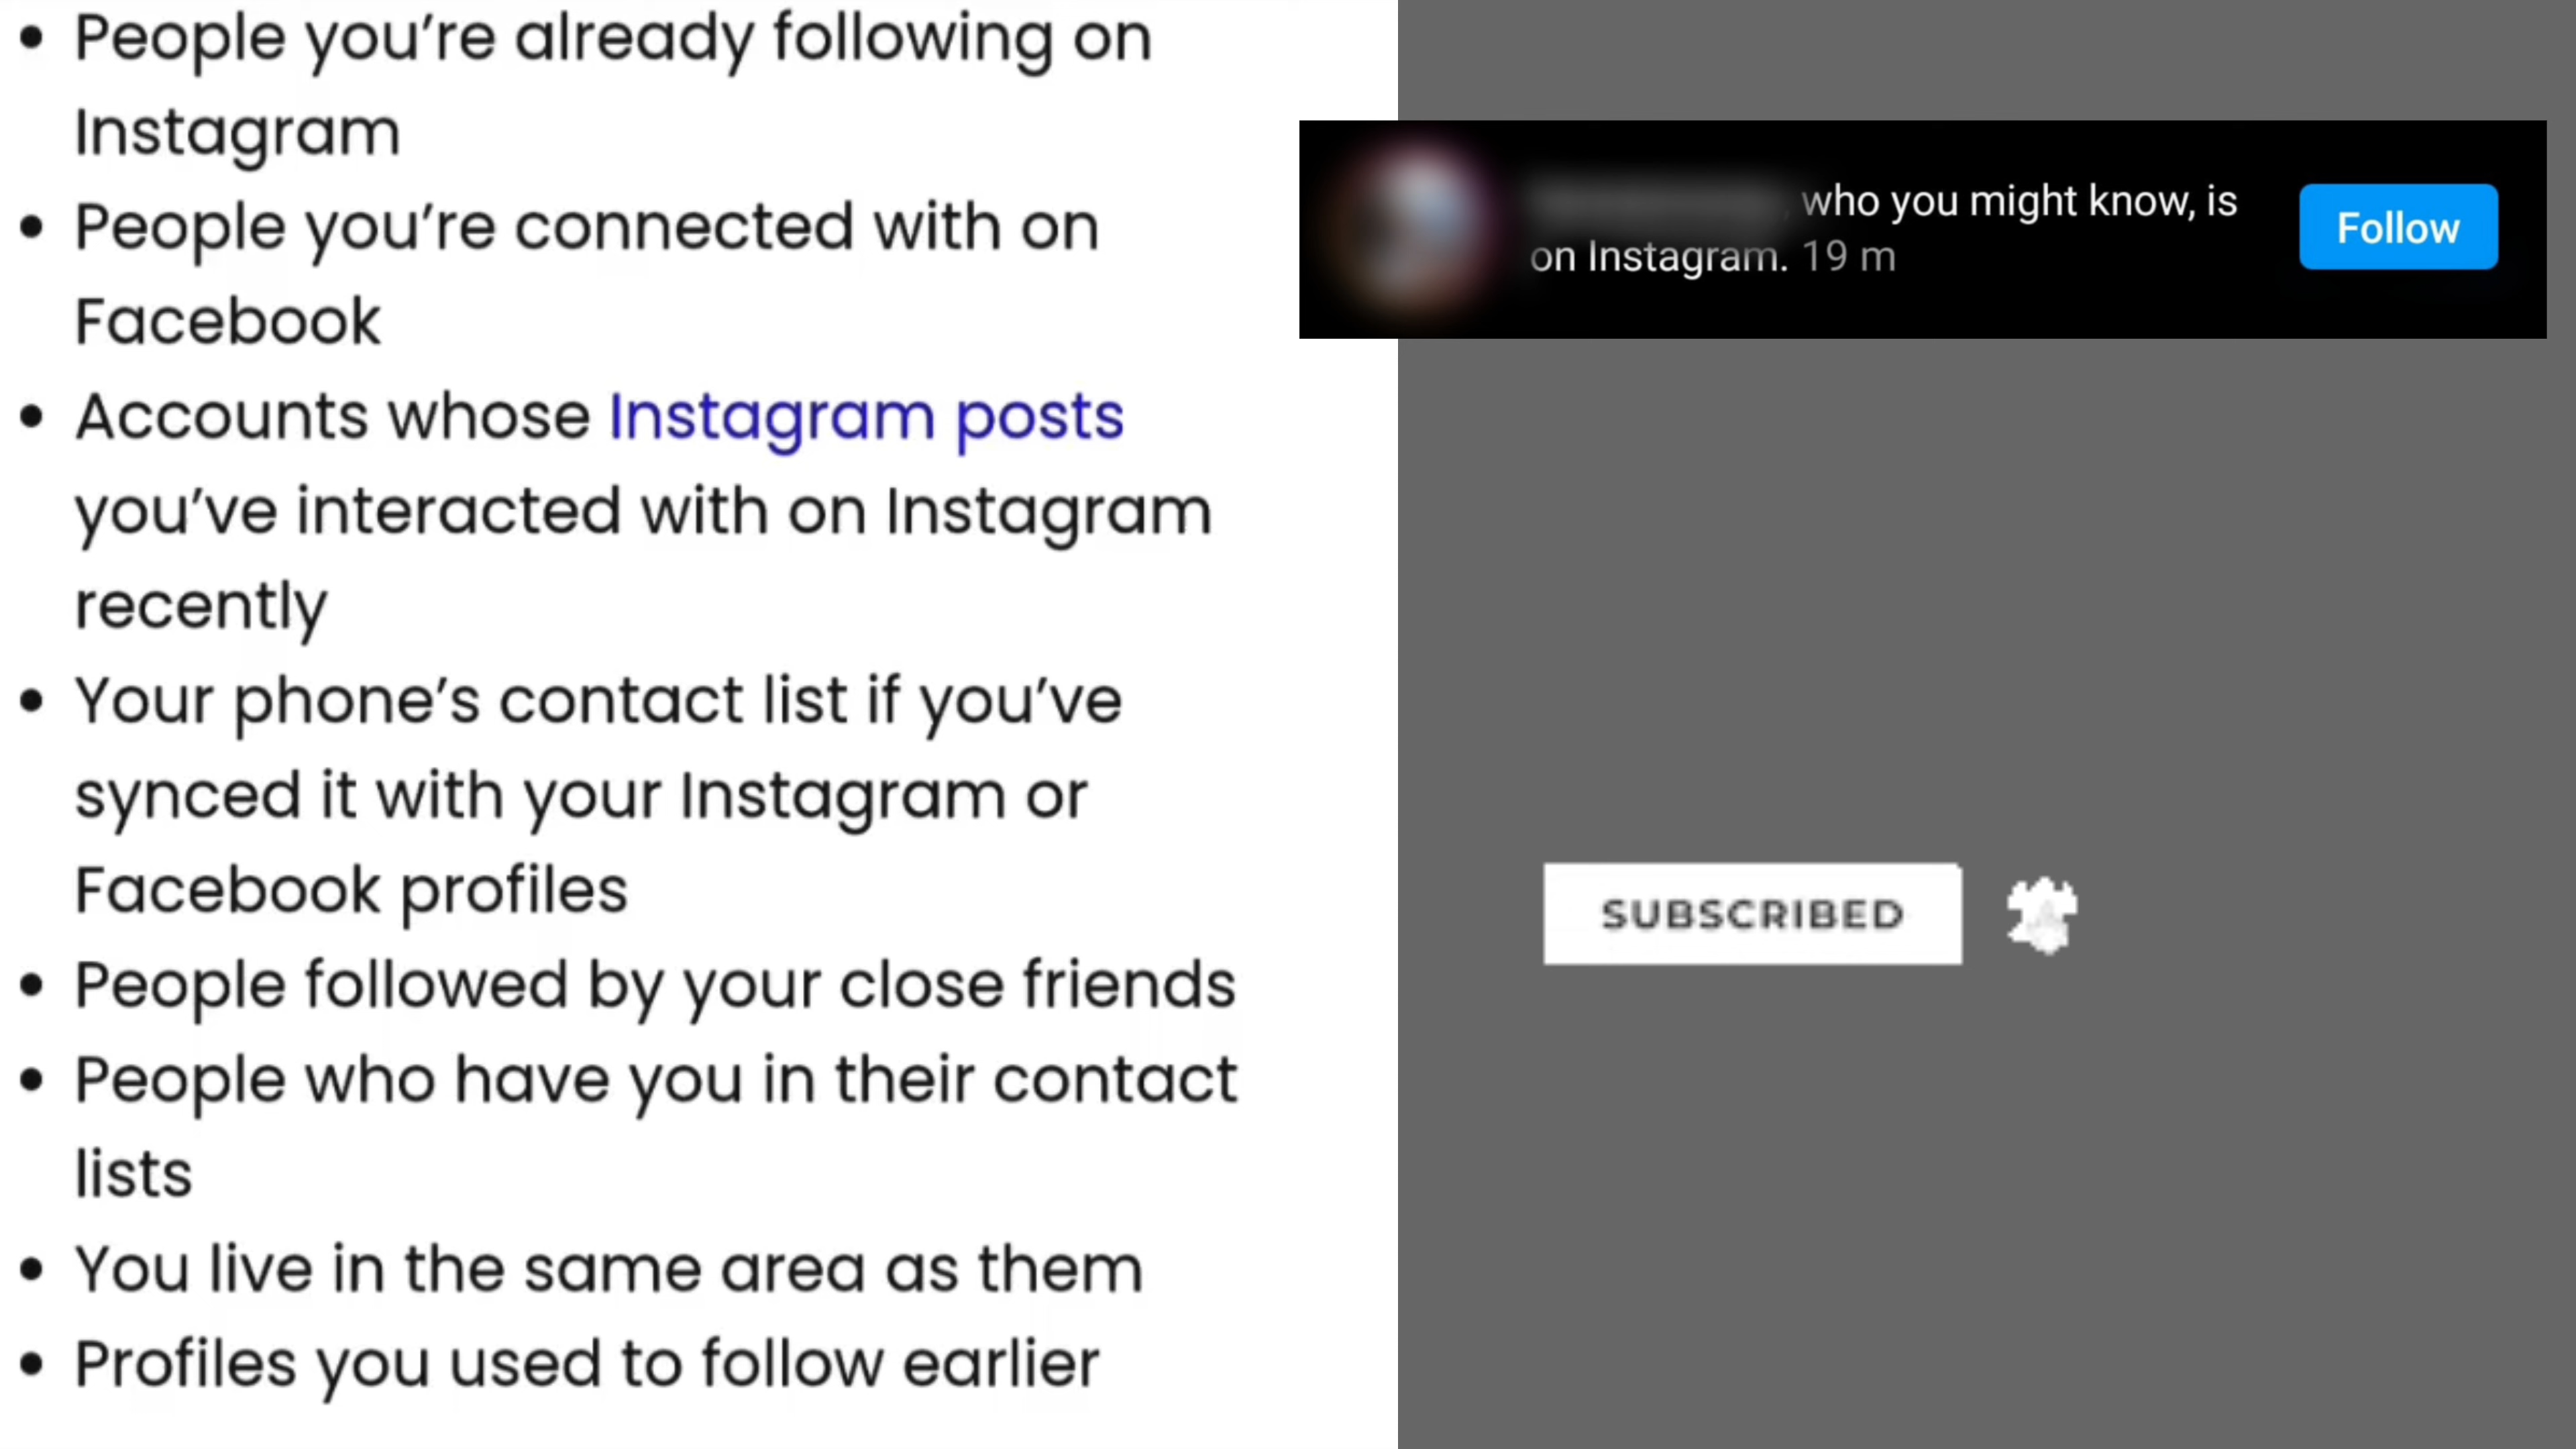 • People you’re already following on
Instagram
• People you’re connected with on
Facebook
• Accounts whose Instagram posts
you’ve interacted with on Instagram
recently
• Your phone’s contact list if you’ve
synced it with your Instagram or
Facebook profiles
• People followed by your close friends
• People who have you in their contact
lists
• You live in the same area as them
• Profiles you used to follow earlier
, who you might know, is
on Instagram. 19 m
Follow
SUBSCRIBED